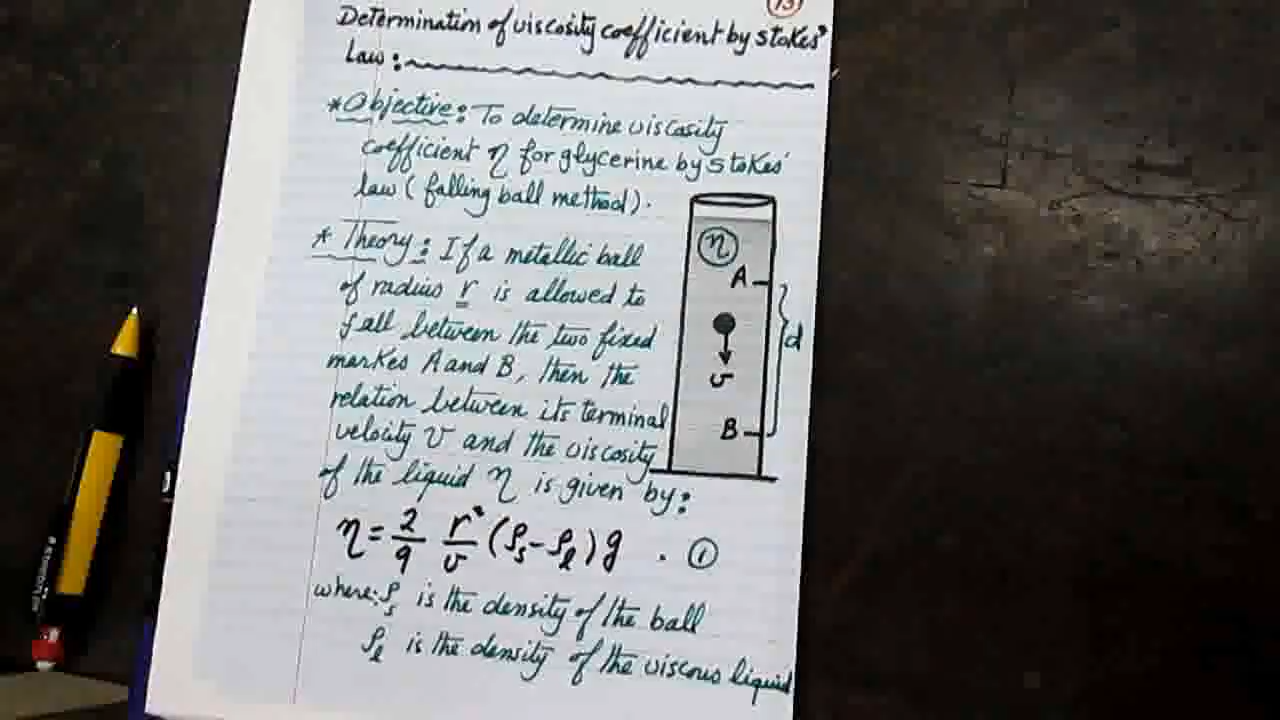 13
Determination of viscosity coefficient by Stokes'
Law:
*Objective: To determine viscosity
coefficient η for glycerine by Stokes'
law (falling ball method).
* Theory: If a metallic ball
of radius r is allowed to
fall between the two fixed
markes A and B, then the
relation between its terminal
velocity v and the viscosity
of the liquid η is given by:
η = 2/9 r²/v (ρs - ρl) g . ①
where: ρs is the density of the ball
ρl is the density of the viscous liquid
η
A
d
v
B